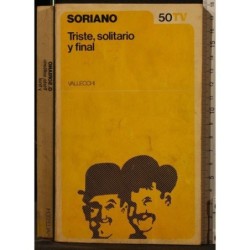 SORIANO
50TV
Triste, solitario
y final
VALLECCHI